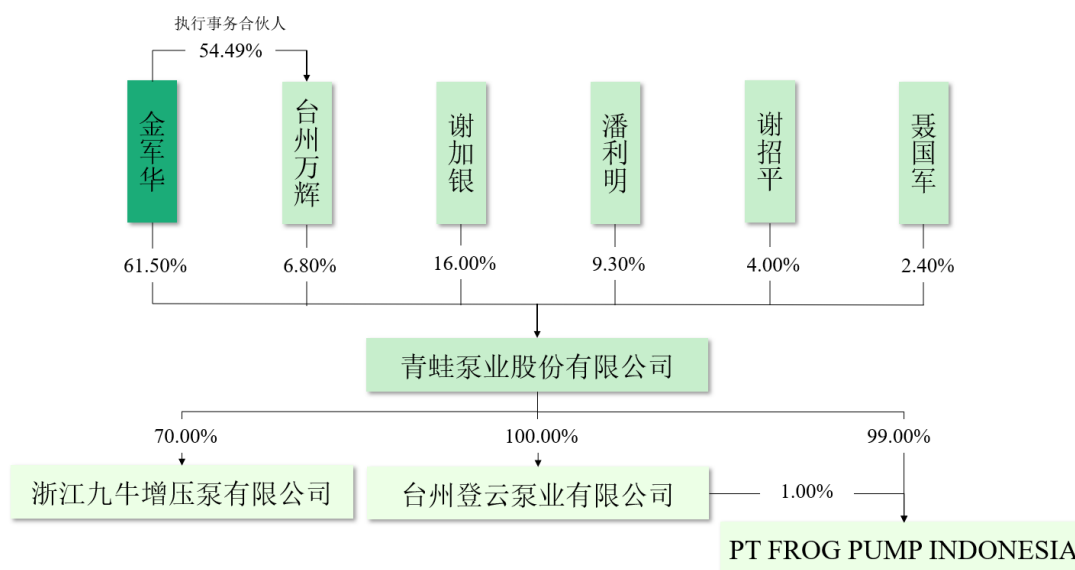 执行事务合伙人
54.49%
金军华
台州万辉
谢加银
潘利明
谢招平
聂国军
61.50%
6.80%
16.00%
9.30%
4.00%
2.40%
青蛙泵业股份有限公司
70.00%
100.00%
99.00%
浙江九牛增压泵有限公司
台州登云泵业有限公司
1.00%
PT FROG PUMP INDONESIA